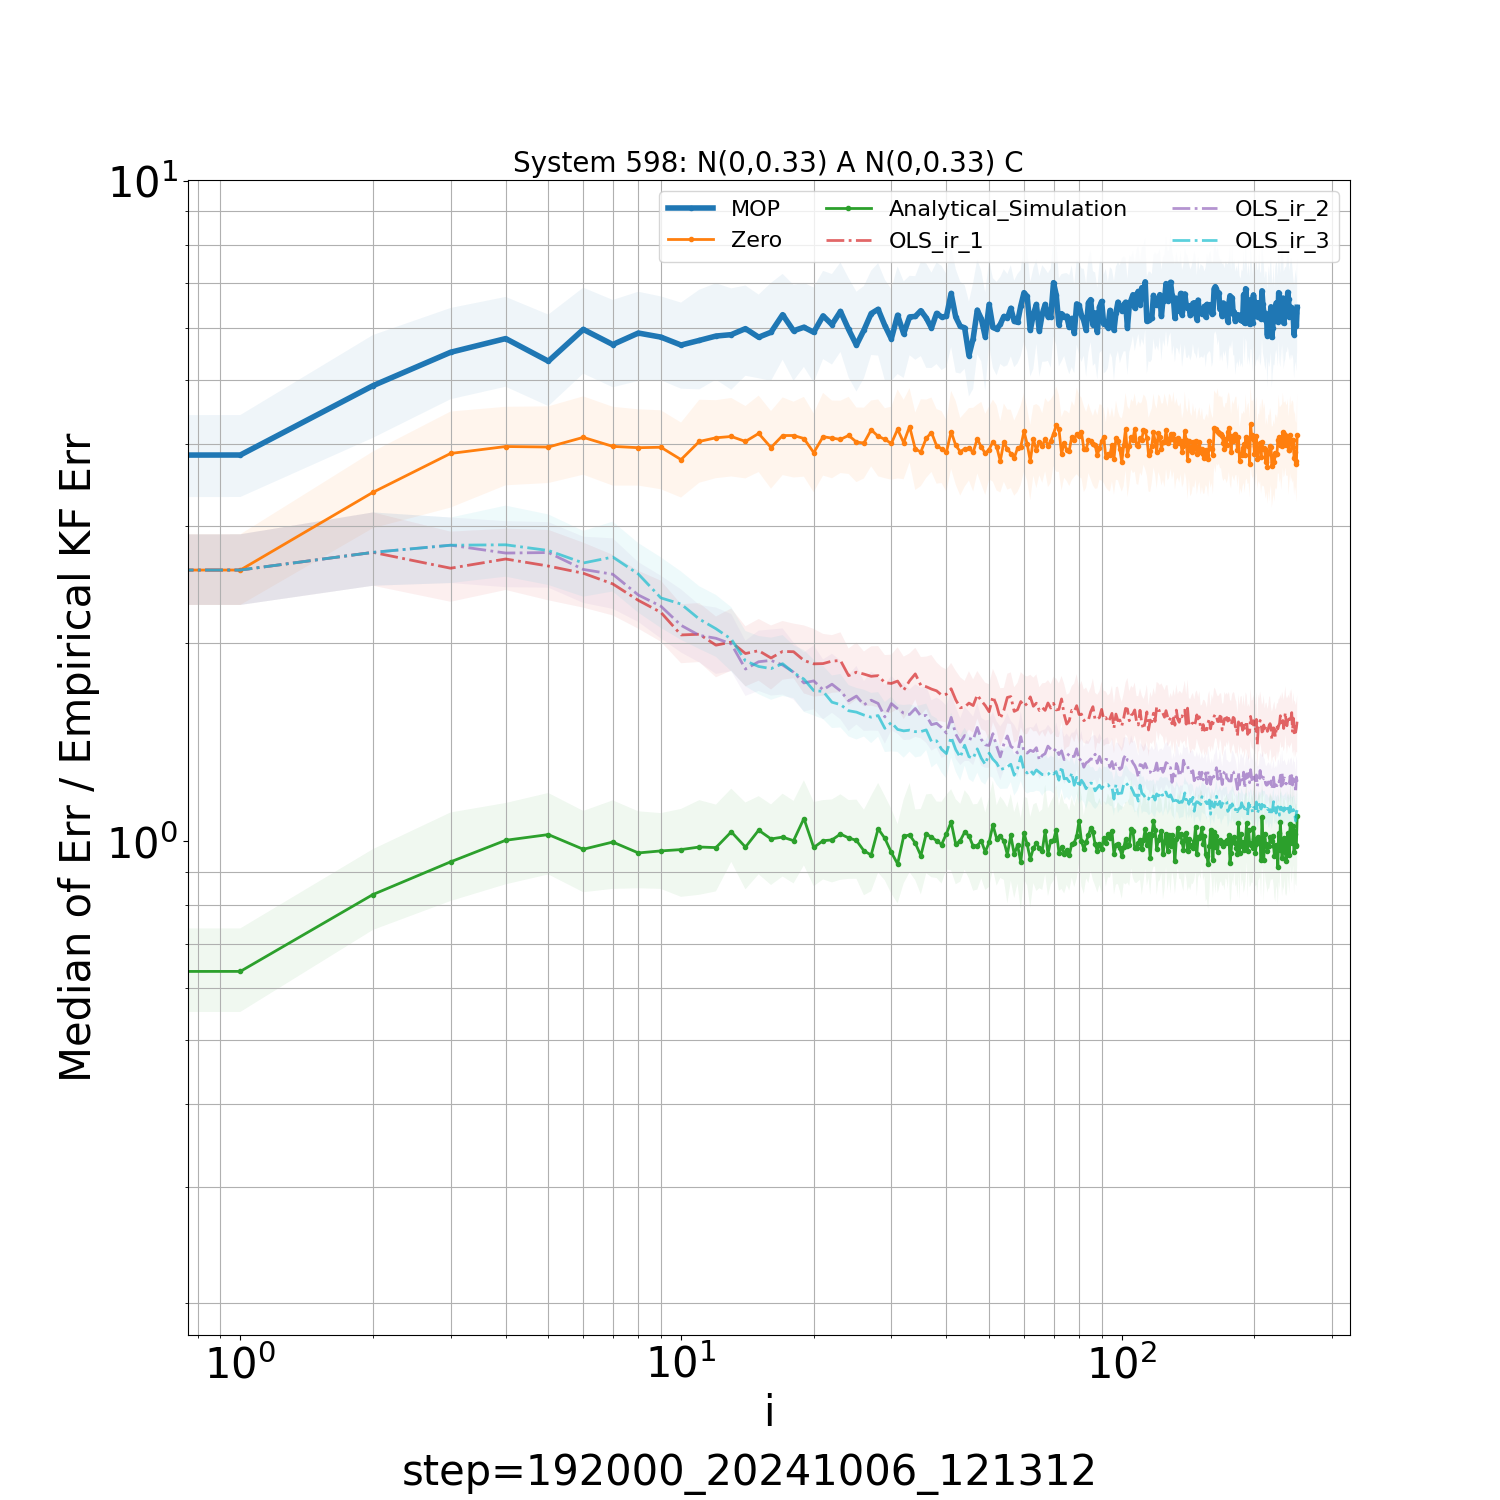 System 598: N(0,0.33) A N(0,0.33) C
MOP
Zero
Analytical_Simulation
OLS_ir_1
OLS_ir_2
OLS_ir_3
Median of Err / Empirical KF Err
10¹
10⁰
10⁰ 10¹ 10²
i
step=192000_20241006_121312